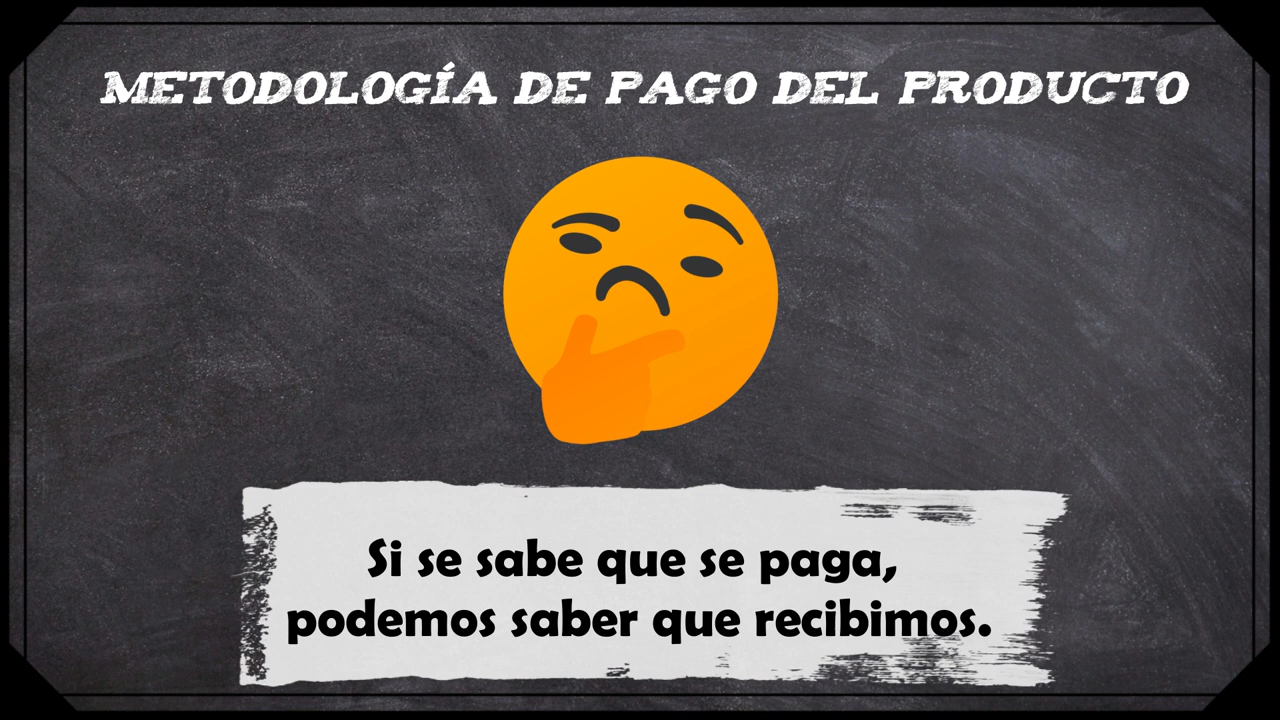 METODOLOGÍA DE PAGO DEL PRODUCTO
Si se sabe que se paga,
podemos saber que recibimos.